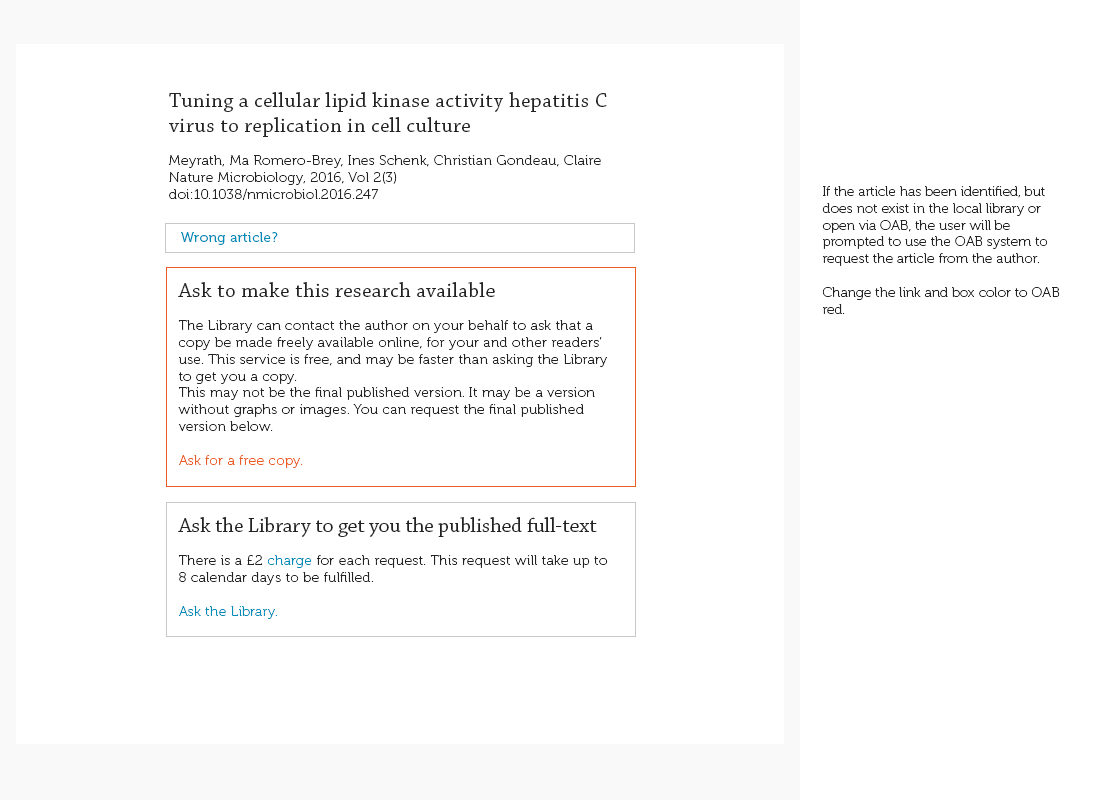 Tuning a cellular lipid kinase activity hepatitis C
virus to replication in cell culture
Meyrath, Ma Romero-Brey, Ines Schenk, Christian Gondeau, Claire
Nature Microbiology, 2016, Vol 2(3)
doi:10.1038/nmicrobiol.2016.247
Wrong article?
Ask to make this research available
The Library can contact the author on your behalf to ask that a
copy be made freely available online, for your and other readers'
use. This service is free, and may be faster than asking the Library
to get you a copy.
This may not be the final published version. It may be a version
without graphs or images. You can request the final published
version below.
Ask for a free copy.
Ask the Library to get you the published full-text
There is a £2 charge for each request. This request will take up to
8 calendar days to be fulfilled.
Ask the Library.
If the article has been identified, but
does not exist in the local library or
open via OAB, the user will be
prompted to use the OAB system to
request the article from the author.
Change the link and box color to OAB
red.